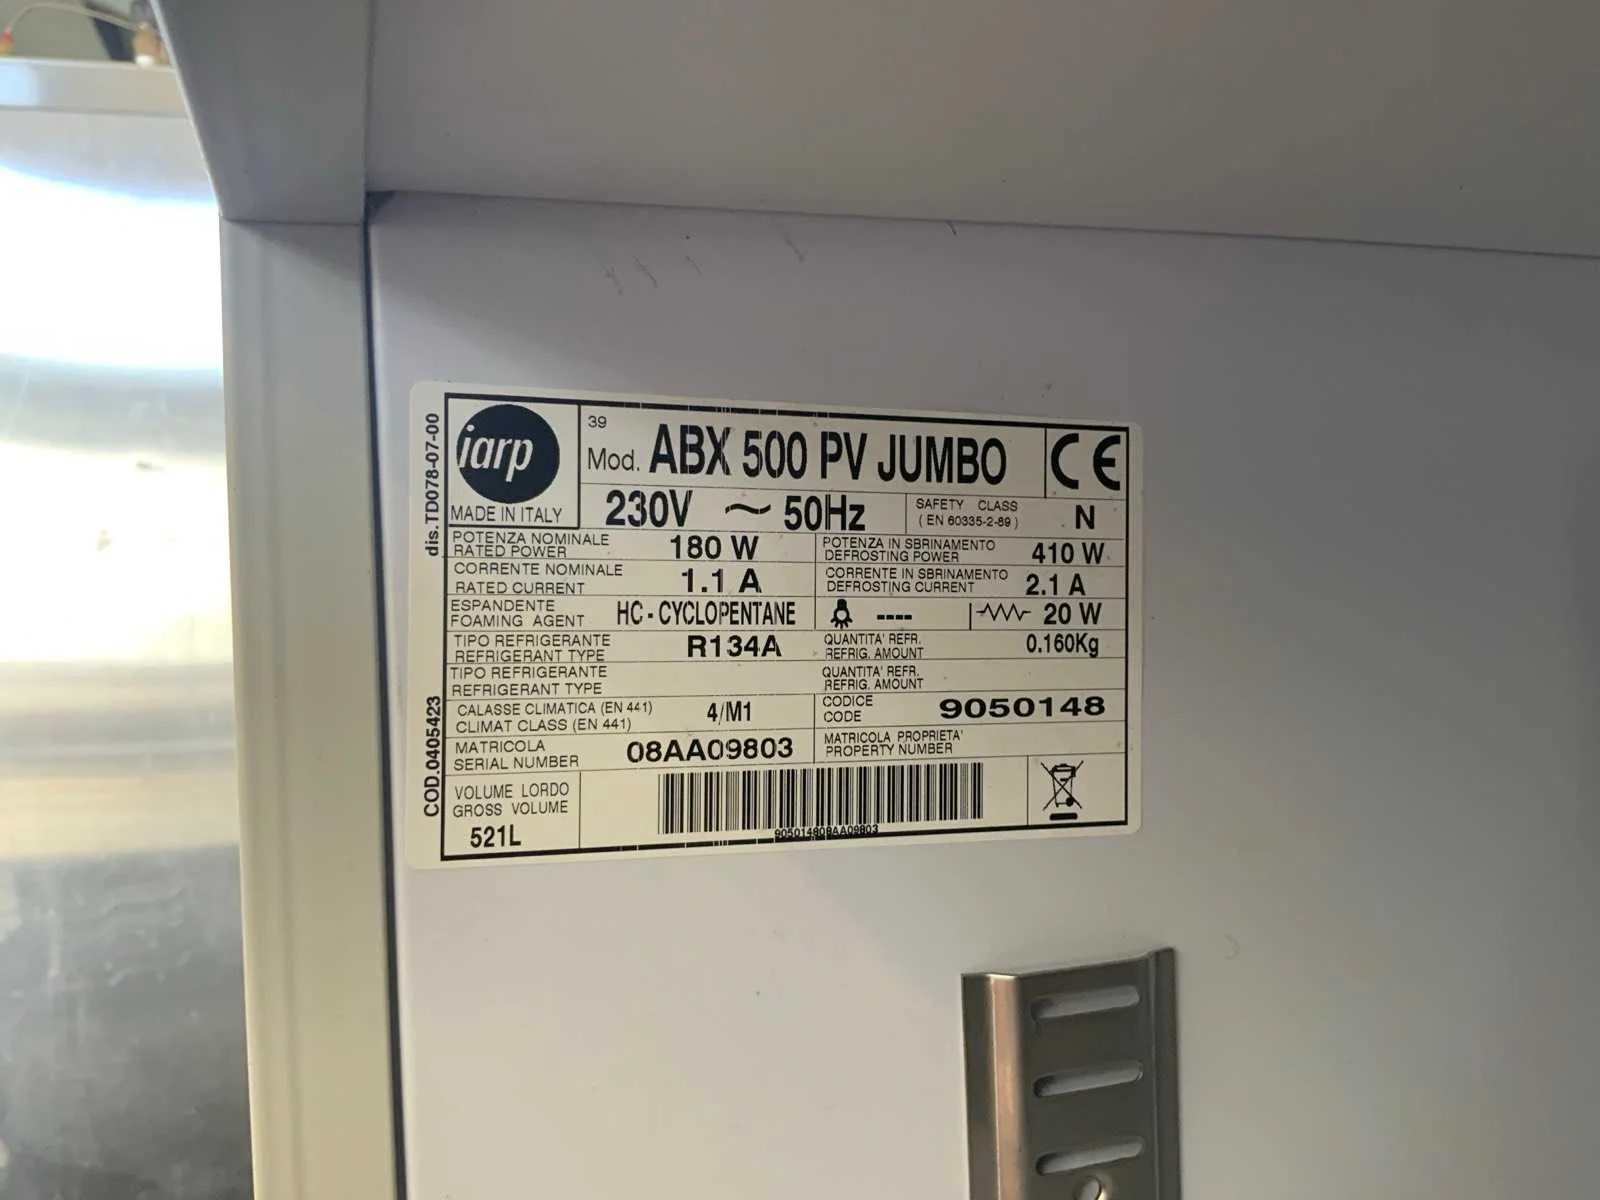 iarp
MADE IN ITALY
39
Mod. ABX 500 PV JUMBO
CE
230V ~ 50Hz
SAFETY CLASS
( EN 60335-2-89 )
N
POTENZA NOMINALE
RATED POWER
180 W
POTENZA IN SBRINAMENTO
DEFROSTING POWER
410 W
CORRENTE NOMINALE
RATED CURRENT
1.1 A
CORRENTE IN SBRINAMENTO
DEFROSTING CURRENT
2.1 A
ESPANDENTE
FOAMING AGENT
HC - CYCLOPENTANE
----
20 W
TIPO REFRIGERANTE
REFRIGERANT TYPE
R134A
QUANTITA' REFR.
REFRIG. AMOUNT
0.160Kg
TIPO REFRIGERANTE
REFRIGERANT TYPE
QUANTITA' REFR.
REFRIG. AMOUNT
CALASSE CLIMATICA (EN 441)
CLIMAT CLASS (EN 441)
4/M1
CODICE
CODE
9050148
MATRICOLA
SERIAL NUMBER
08AA09803
MATRICOLA PROPRIETA'
PROPERTY NUMBER
VOLUME LORDO
GROSS VOLUME
521L
905014808AA09803
dis.TD078-07-00
COD.0405423